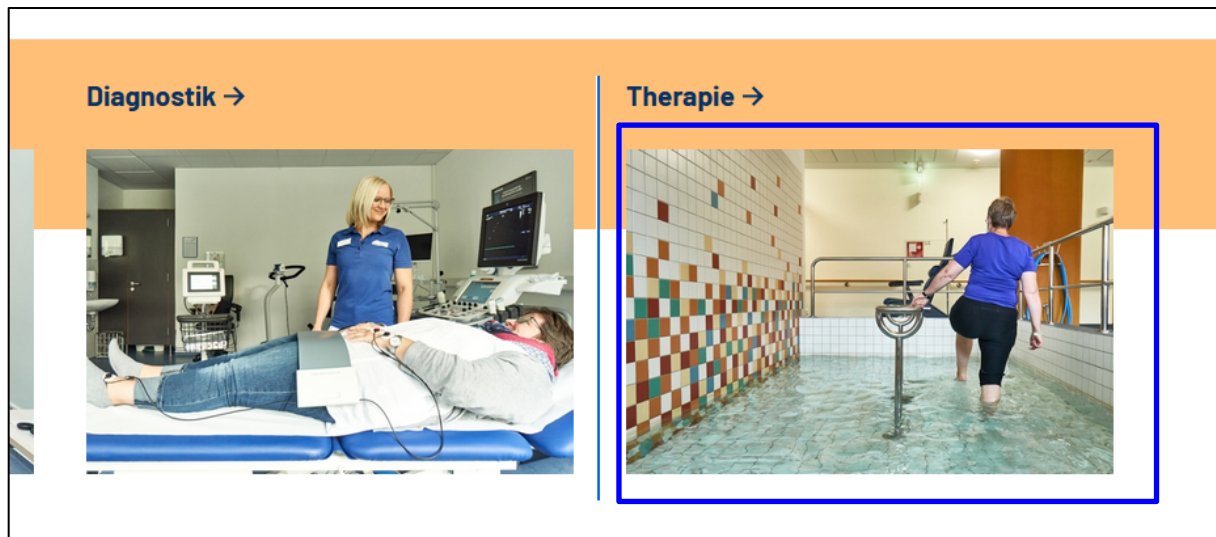 Diagnostik →
Therapie →